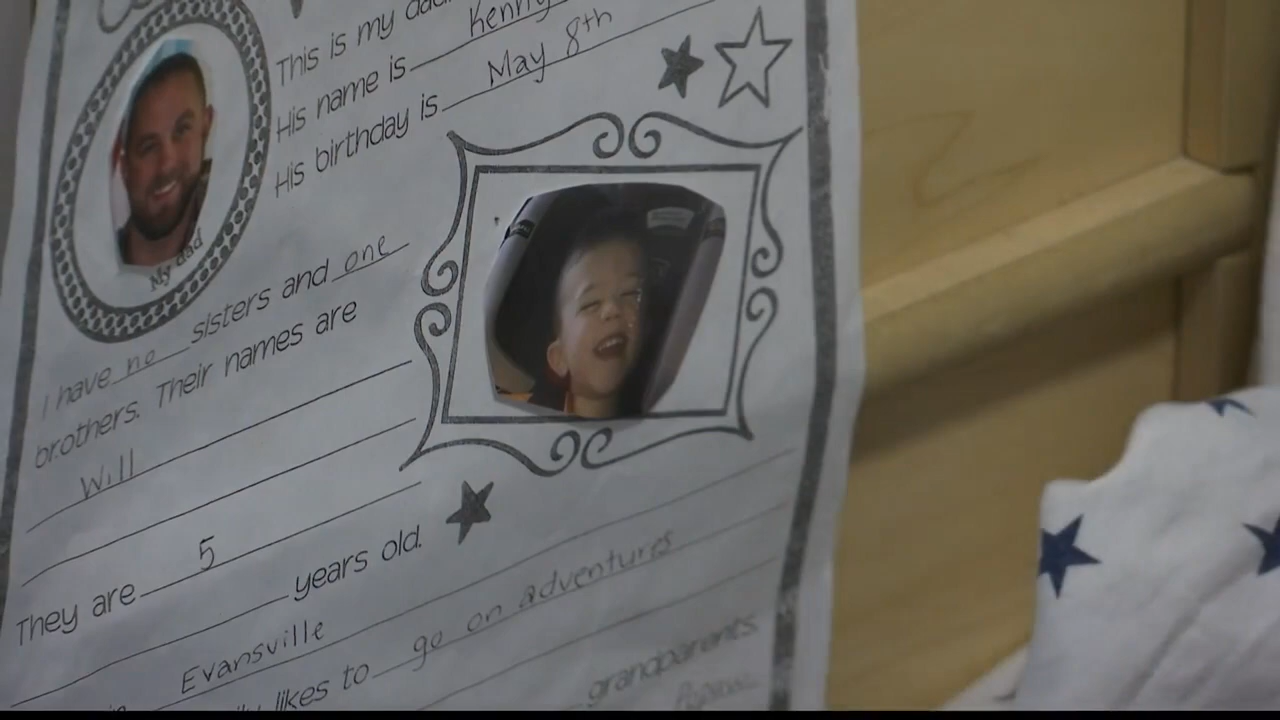 This is my dad.
His name is Kenny
His birthday is May 8th
My dad
I have no sisters and one
brothers. Their names are
Will
They are 5 years old.
Evansville
likes to go on adventures
grandparents